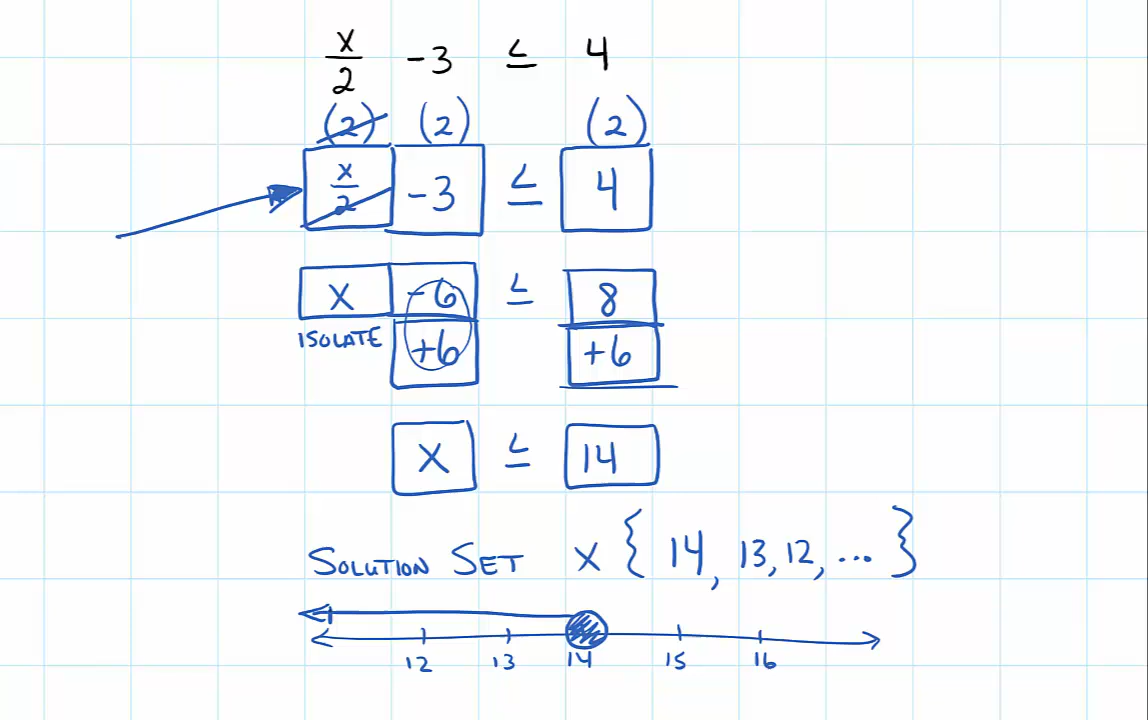 x/2 -3 ≤ 4
(2) (2) (2)
x/2 -3 ≤ 4
x -6 ≤ 8
ISOLATE +6 +6
x ≤ 14
SOLUTION SET x { 14, 13, 12, ... }
12 13 14 15 16